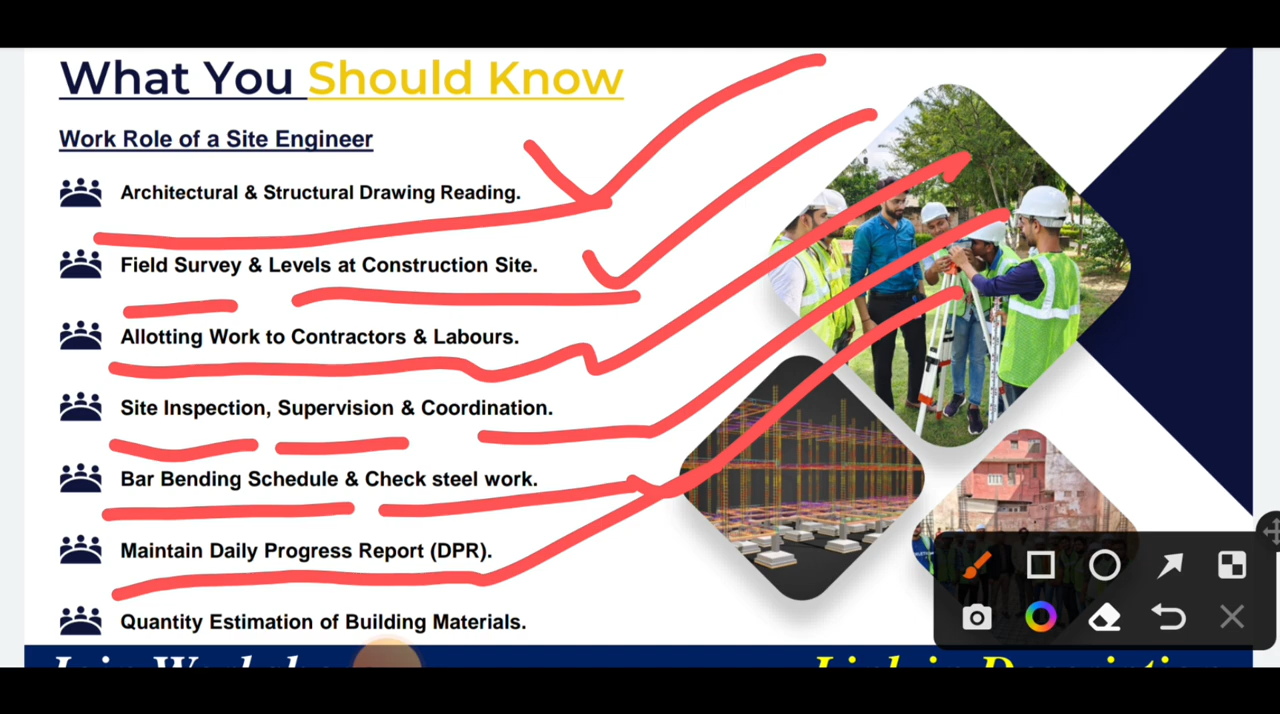 What You Should Know
Work Role of a Site Engineer
Architectural & Structural Drawing Reading.
Field Survey & Levels at Construction Site.
Allotting Work to Contractors & Labours.
Site Inspection, Supervision & Coordination.
Bar Bending Schedule & Check steel work.
Maintain Daily Progress Report (DPR).
Quantity Estimation of Building Materials.